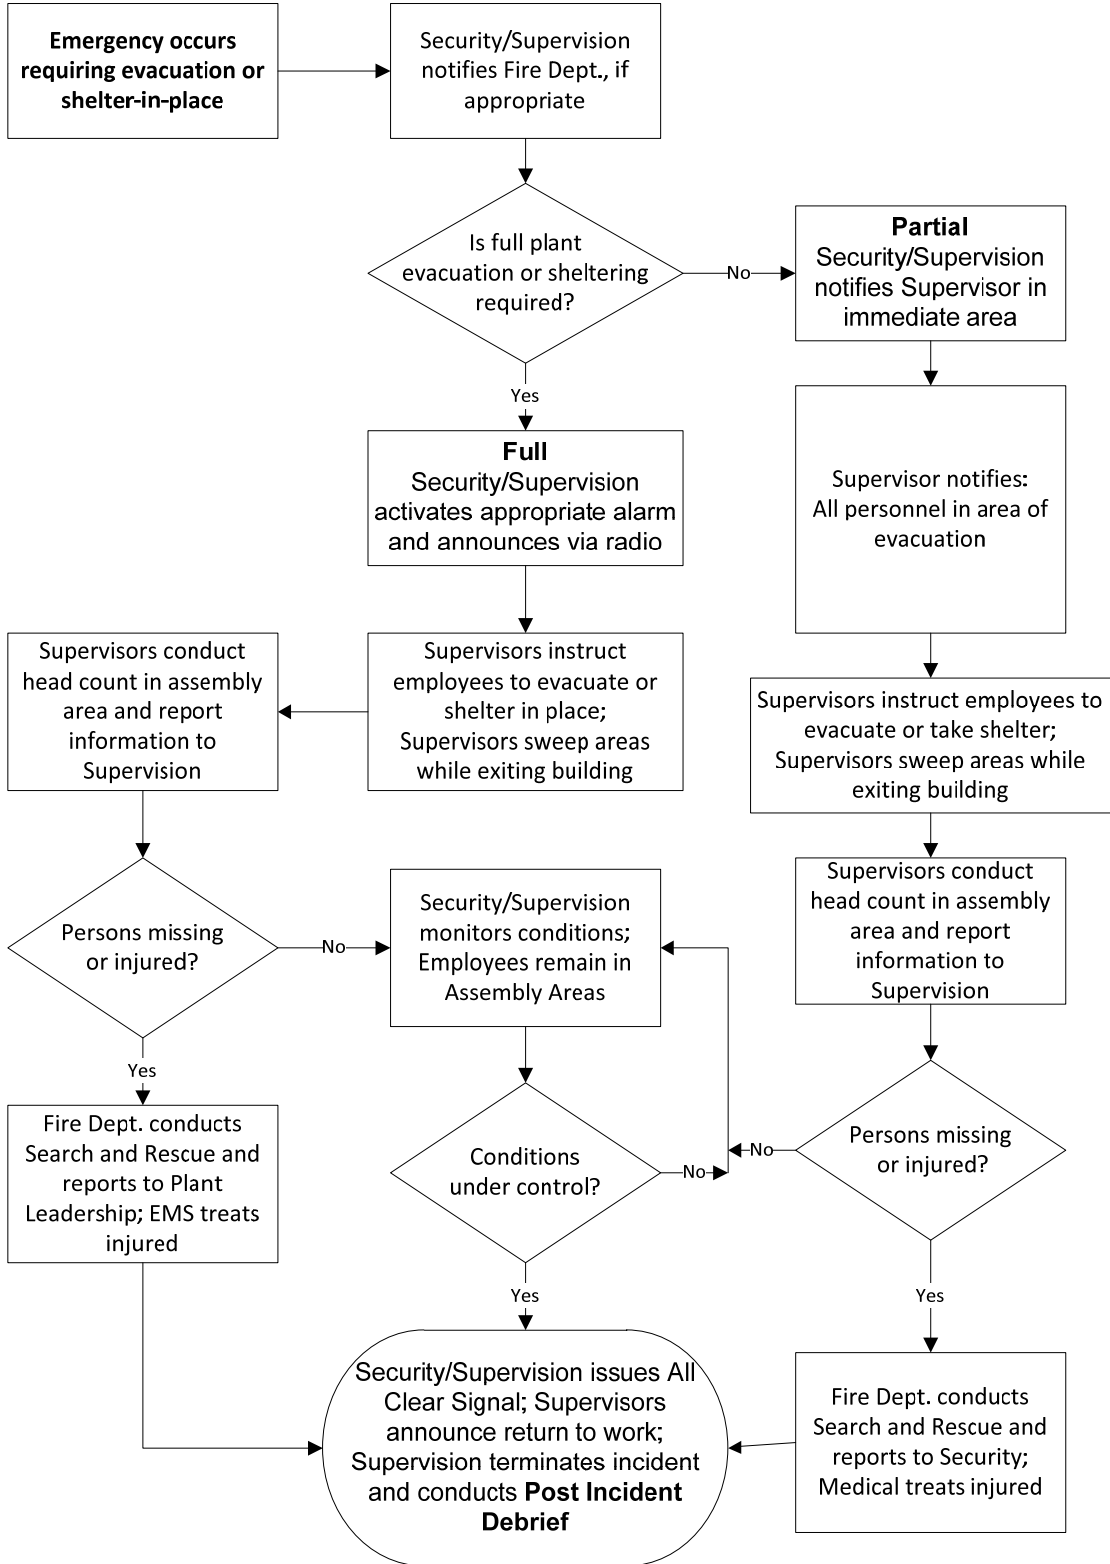 Emergency occurs
requiring evacuation or
shelter-in-place
Security/Supervision
notifies Fire Dept., if
appropriate
Is full plant
evacuation or sheltering
required?
No
Partial
Security/Supervision
notifies Supervisor in
immediate area
Yes
Full
Security/Supervision
activates appropriate alarm
and announces via radio
Supervisor notifies:
All personnel in area of
evacuation
Supervisors conduct
head count in assembly
area and report
information to
Supervision
Supervisors instruct
employees to evacuate or
shelter in place;
Supervisors sweep areas
while exiting building
Supervisors instruct employees to
evacuate or take shelter;
Supervisors sweep areas while
exiting building
Persons missing
or injured?
No
Security/Supervision
monitors conditions;
Employees remain in
Assembly Areas
Supervisors conduct
head count in assembly
area and report
information to
Supervision
Yes
Fire Dept. conducts
Search and Rescue and
reports to Plant
Leadership; EMS treats
injured
Conditions
under control?
No
No
Persons missing
or injured?
Yes
Yes
Security/Supervision issues All
Clear Signal; Supervisors
announce return to work;
Supervision terminates incident
and conducts Post Incident
Debrief
Fire Dept. conducts
Search and Rescue and
reports to Security;
Medical treats injured